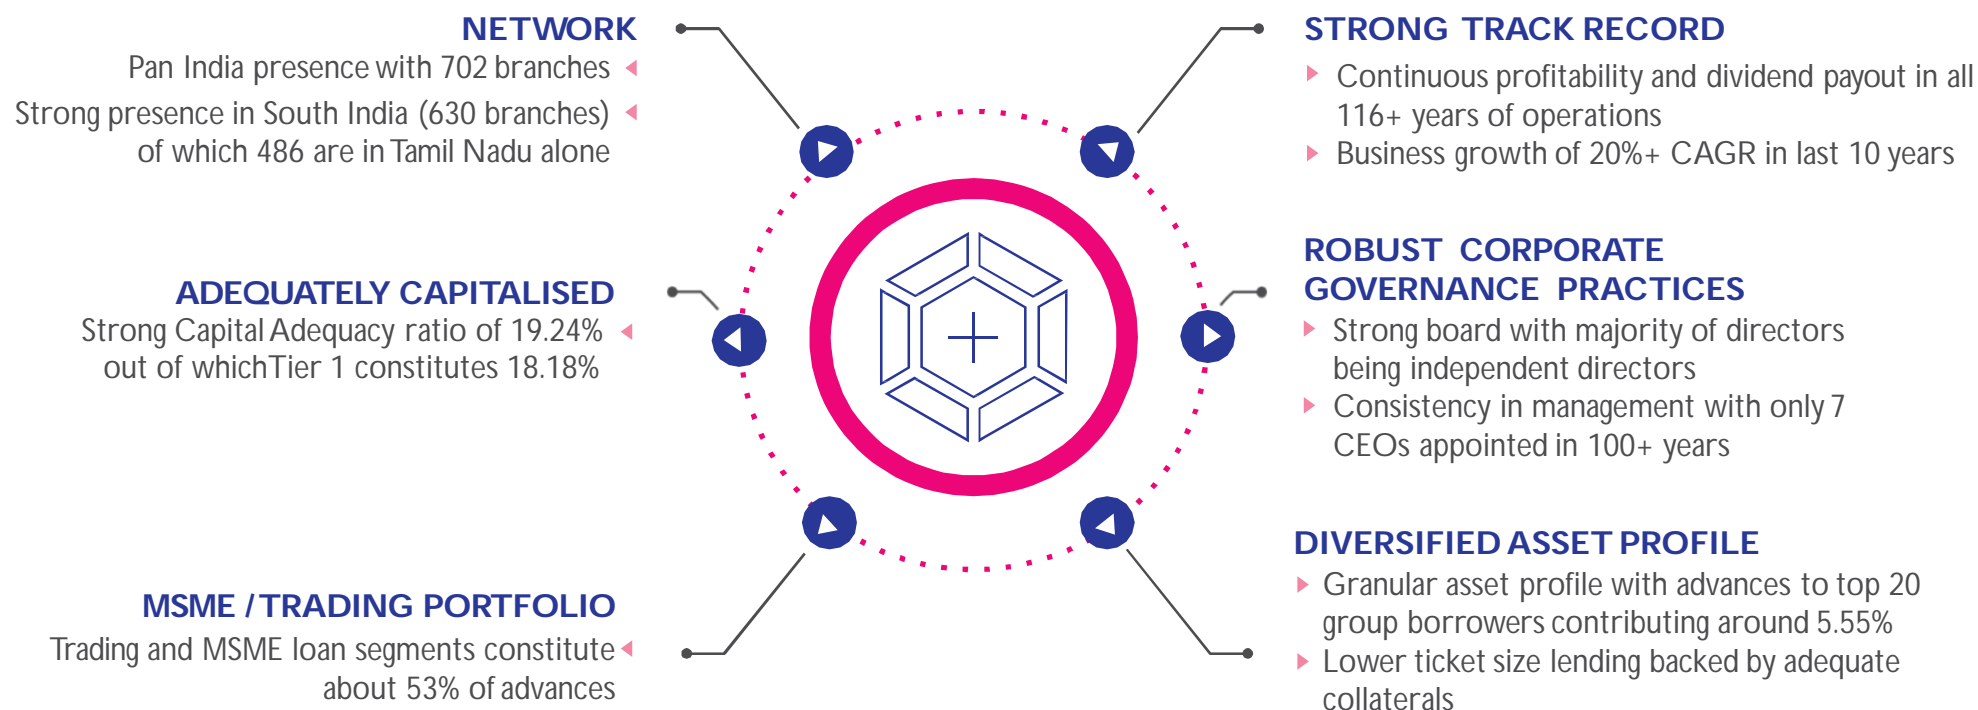 NETWORK
Pan India presence with 702 branches
Strong presence in South India (630 branches)
of which 486 are in Tamil Nadu alone
ADEQUATELY CAPITALISED
Strong Capital Adequacy ratio of 19.24%
out of whichTier 1 constitutes 18.18%
MSME / TRADING PORTFOLIO
Trading and MSME loan segments constitute
about 53% of advances
STRONG TRACK RECORD
Continuous profitability and dividend payout in all
116+ years of operations
Business growth of 20%+ CAGR in last 10 years
ROBUST CORPORATE
GOVERNANCE PRACTICES
Strong board with majority of directors
being independent directors
Consistency in management with only 7
CEOs appointed in 100+ years
DIVERSIFIED ASSET PROFILE
Granular asset profile with advances to top 20
group borrowers contributing around 5.55%
Lower ticket size lending backed by adequate
collaterals